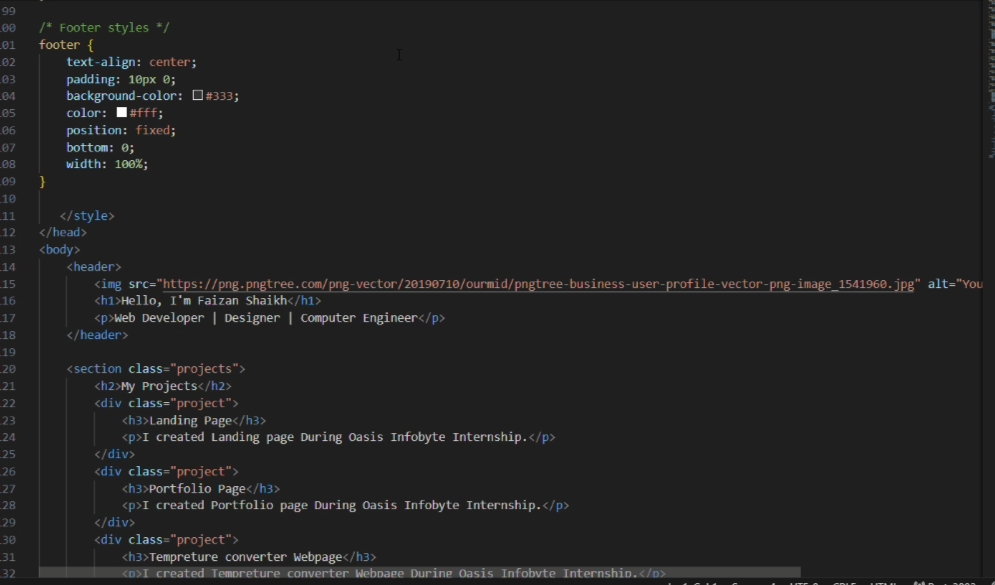 99
00 /* Footer styles */
01 footer {
02 text-align: center;
03 padding: 10px 0;
04 background-color: #333;
05 color: #fff;
06 position: fixed;
07 bottom: 0;
08 width: 100%;
09 }
10
11 </style>
12 </head>
13 <body>
14 <header>
15 <img src="https://png.pngtree.com/png-vector/20190710/ourmid/pngtree-business-user-profile-vector-png-image_1541960.jpg" alt="You
16 <h1>Hello, I'm Faizan Shaikh</h1>
17 <p>Web Developer | Designer | Computer Engineer</p>
18 </header>
19
20 <section class="projects">
21 <h2>My Projects</h2>
22 <div class="project">
23 <h3>Landing Page</h3>
24 <p>I created Landing page During Oasis Infobyte Internship.</p>
25 </div>
26 <div class="project">
27 <h3>Portfolio Page</h3>
28 <p>I created Portfolio page During Oasis Infobyte Internship.</p>
29 </div>
30 <div class="project">
31 <h3>Tempreture converter Webpage</h3>
32 <p>I created Tempreture converter Webpage During Oasis Infobyte Internship.</p>